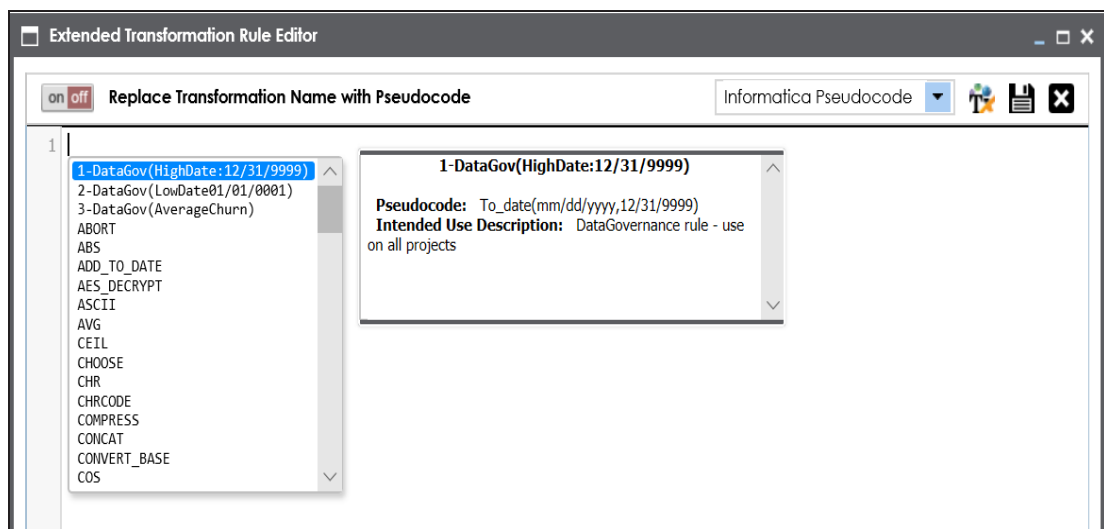 Extended Transformation Rule Editor
on off Replace Transformation Name with Pseudocode Informatica Pseudocode
1
1-DataGov(HighDate:12/31/9999)
2-DataGov(LowDate01/01/0001)
3-DataGov(AverageChurn)
ABORT
ABS
ADD_TO_DATE
AES_DECRYPT
ASCII
AVG
CEIL
CHOOSE
CHR
CHRCODE
COMPRESS
CONCAT
CONVERT_BASE
COS
1-DataGov(HighDate:12/31/9999)
Pseudocode: To_date(mm/dd/yyyy,12/31/9999)
Intended Use Description: DataGovernance rule - use
on all projects